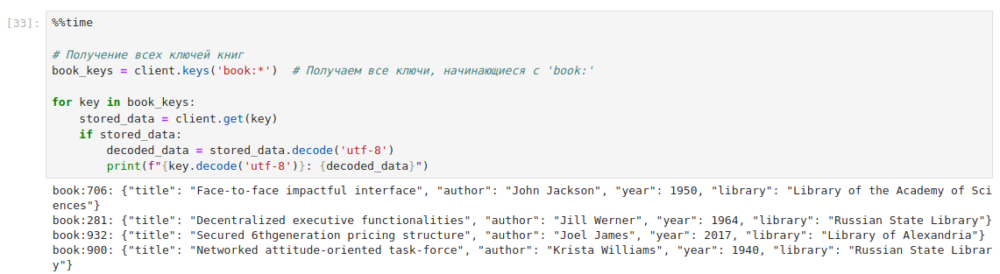 [33]: %%time
# Получение всех ключей книг
book_keys = client.keys('book:*')  # Получаем все ключи, начинающиеся с 'book:'
for key in book_keys:
    stored_data = client.get(key)
    if stored_data:
        decoded_data = stored_data.decode('utf-8')
        print(f"{key.decode('utf-8')}: {decoded_data}")
book:706: {"title": "Face-to-face impactful interface", "author": "John Jackson", "year": 1950, "library": "Library of the Academy of Sci
ences"}
book:281: {"title": "Decentralized executive functionalities", "author": "Jill Werner", "year": 1964, "library": "Russian State Library"}
book:932: {"title": "Secured 6thgeneration pricing structure", "author": "Joel James", "year": 2017, "library": "Library of Alexandria"}
book:900: {"title": "Networked attitude-oriented task-force", "author": "Krista Williams", "year": 1940, "library": "Russian State Librar
y"}